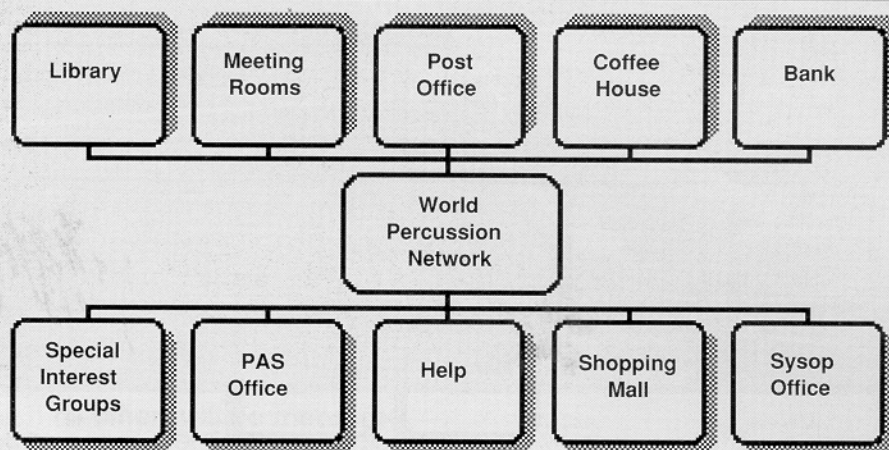 Library
Meeting
Rooms
Post
Office
Coffee
House
Bank
World
Percussion
Network
Special
Interest
Groups
PAS
Office
Help
Shopping
Mall
Sysop
Office